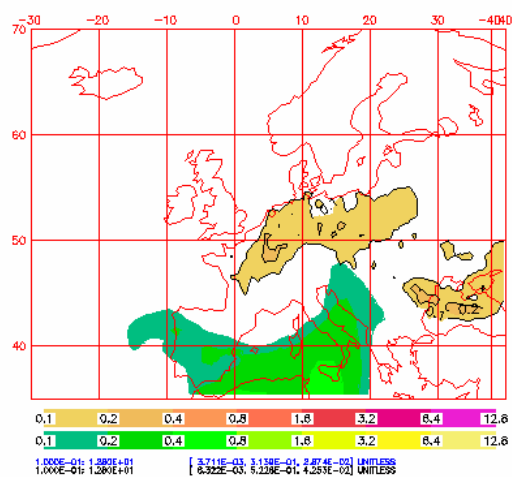 -30 -20 -10 0 10 20 30 -4040
70
60
50
40
0.2
0.1 0.2 0.4 0.8 1.6 3.2 6.4 12.8
0.1 0.2 0.4 0.8 1.6 3.2 6.4 12.8
1.000E-01: 1.280E+01 [ 3.711E-03, 3.139E-01, 2.874E-02] UNITLESS
1.000E-01: 1.280E+01 [ 6.322E-03, 5.226E-01, 4.253E-02] UNITLESS